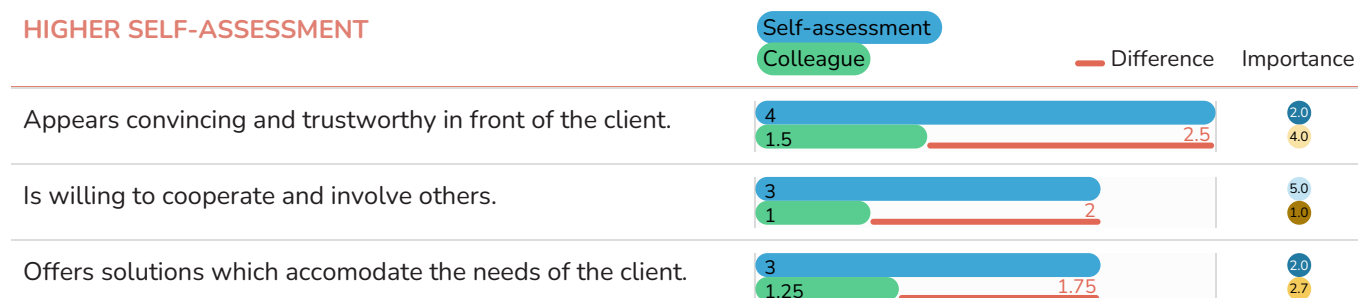 HIGHER SELF-ASSESSMENT
Self-assessment
Colleague
Difference
Importance
Appears convincing and trustworthy in front of the client.
4
1.5
2.5
2.0
4.0
Is willing to cooperate and involve others.
3
1
2
5.0
1.0
Offers solutions which accomodate the needs of the client.
3
1.25
1.75
2.0
2.7